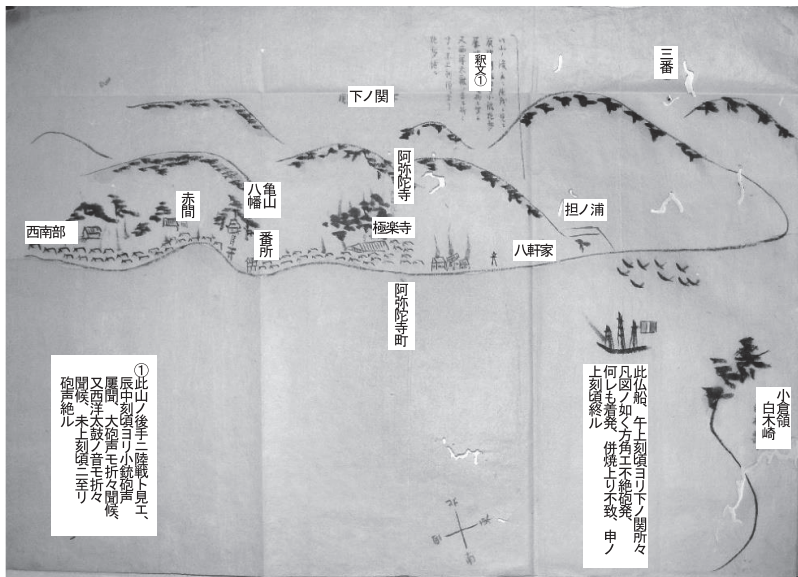 三番
釈文①
下ノ関
阿弥陀寺
亀山
八幡
赤間
担ノ浦
西南部
極楽寺
番所
八軒家
阿弥陀寺町
小倉領
白木崎
此仏船、午上刻頃ヨリ下ノ関所々
凡図ノ如く方角エ不絶砲発、
何レも着発、併焼上り不致、申ノ
上刻頃終ル
①此山ノ後手ニ陸戦ト見エ、
辰中刻頃ヨリ小銃砲声
屢聞、大砲声モ折々聞候、
又西洋太鼓ノ音モ折々
聞候、未上刻頃ニ至リ
砲声絶ル
北
南